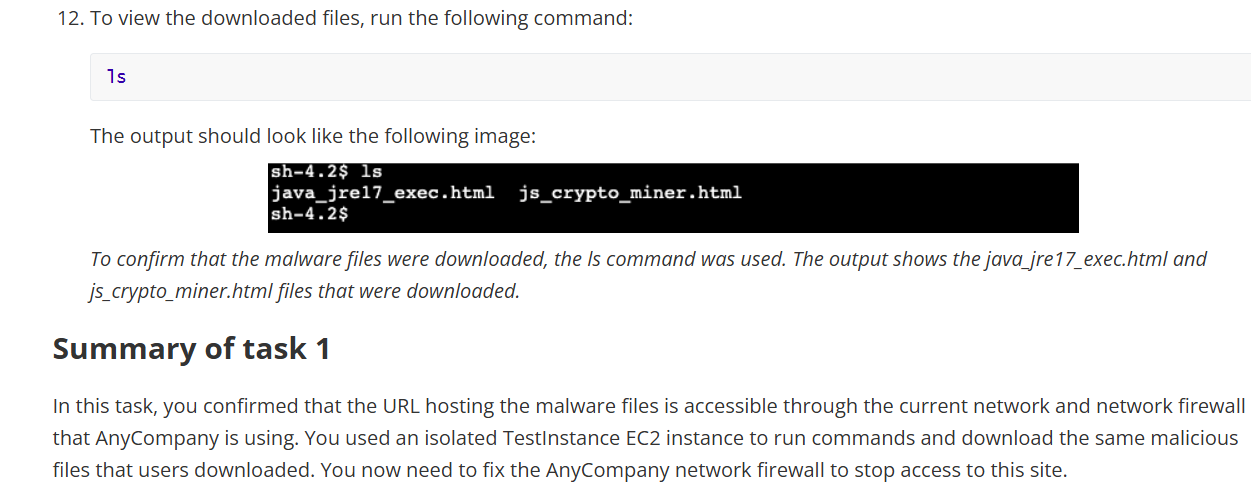 12. To view the downloaded files, run the following command:
ls
The output should look like the following image:
sh-4.2$ ls
java_jre17_exec.html  js_crypto_miner.html
sh-4.2$
To confirm that the malware files were downloaded, the ls command was used. The output shows the java_jre17_exec.html and
js_crypto_miner.html files that were downloaded.
Summary of task 1
In this task, you confirmed that the URL hosting the malware files is accessible through the current network and network firewall
that AnyCompany is using. You used an isolated TestInstance EC2 instance to run commands and download the same malicious
files that users downloaded. You now need to fix the AnyCompany network firewall to stop access to this site.